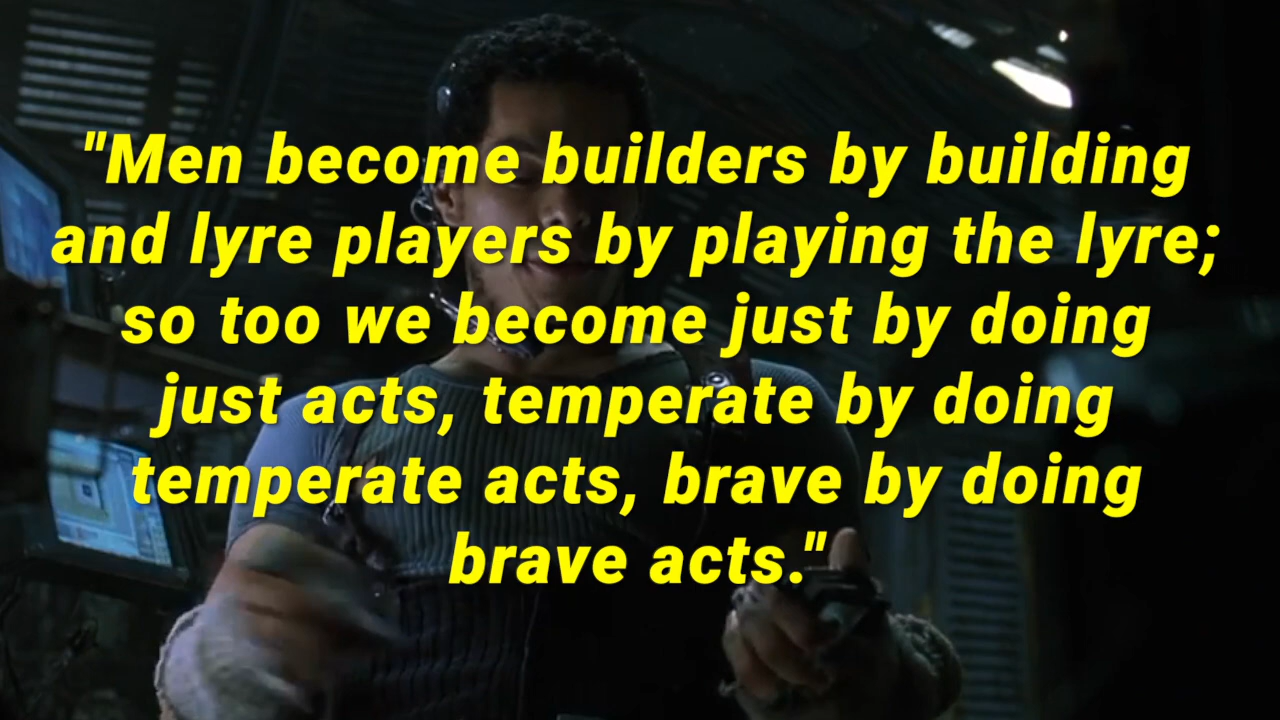 "Men become builders by building
and lyre players by playing the lyre;
so too we become just by doing
just acts, temperate by doing
temperate acts, brave by doing
brave acts."